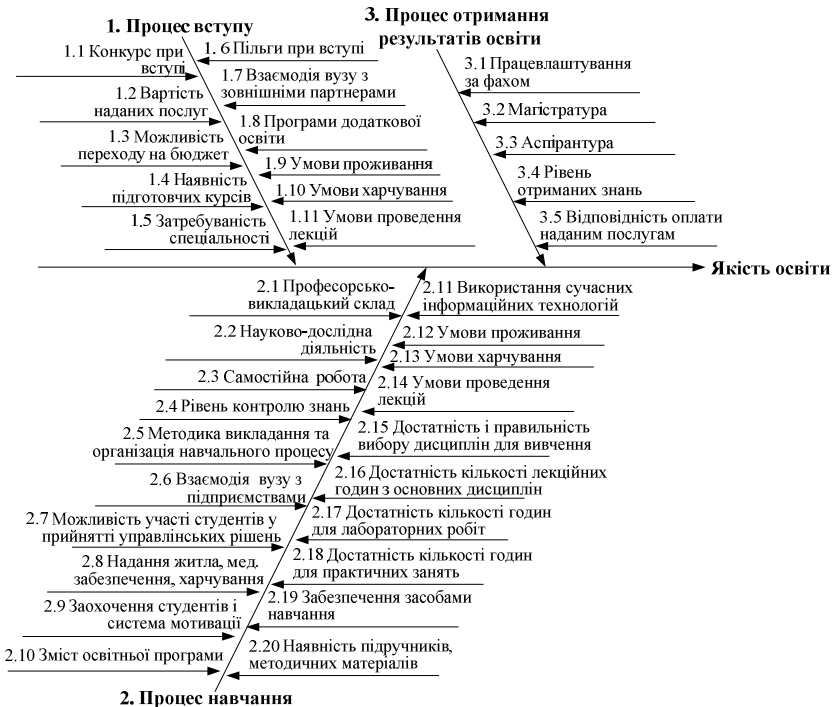 1. Процес вступу
1.1 Конкурс при
вступі
1.2 Вартість
наданих послуг
1.3 Можливість
переходу на бюджет
1.4 Наявність
підготовчих курсів
1.5 Затребуваність
спеціальності
1. 6 Пільги при вступі
1.7 Взаємодія вузу з
зовнішніми партнерами
1.8 Програми додаткової
освіти
1.9 Умови проживання
1.10 Умови харчування
1.11 Умови проведення
лекцій
3. Процес отримання
результатів освіти
3.1 Працевлаштування
за фахом
3.2 Магістратура
3.3 Аспірантура
3.4 Рівень
отриманих знань
3.5 Відповідність оплати
наданим послугам
Якість освіти
2.1 Професорсько-
викладацький склад
2.2 Науково-дослідна
діяльність
2.3 Самостійна робота
2.4 Рівень контролю знань
2.5 Методика викладання та
організація навчального процесу
2.6 Взаємодія вузу з
підприємствами
2.7 Можливість участі студентів у
прийнятті управлінських рішень
2.8 Надання житла, мед.
забезпечення, харчування
2.9 Заохочення студентів і
система мотивації
2.10 Зміст освітньої програми
2.11 Використання сучасних
інформаційних технологій
2.12 Умови проживання
2.13 Умови харчування
2.14 Умови проведення
лекцій
2.15 Достатність і правильність
вибору дисциплін для вивчення
2.16 Достатність кількості лекційних
годин з основних дисциплін
2.17 Достатність кількості годин
для лабораторних робіт
2.18 Достатність кількості годин
для практичних занять
2.19 Забезпечення засобами
навчання
2.20 Наявність підручників,
методичних матеріалів
2. Процес навчання